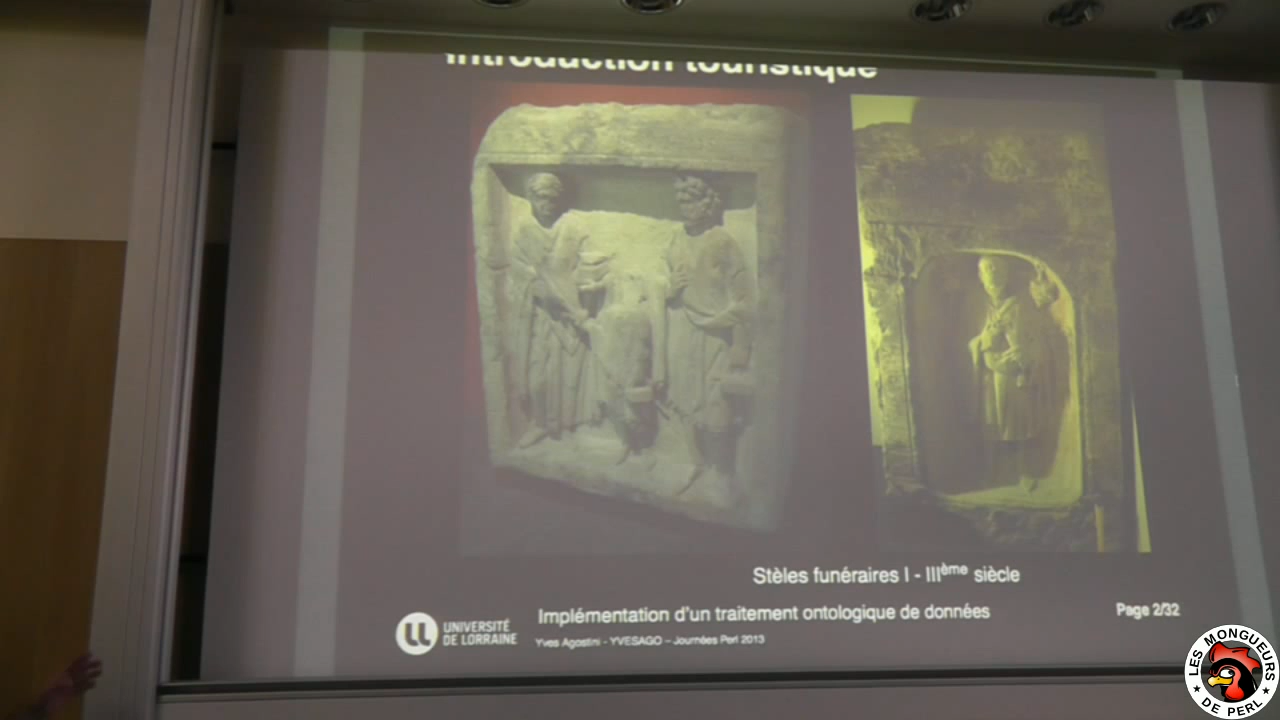 Introduction touristique
Stèles funéraires I - IIIème siècle
UNIVERSITÉ
DE LORRAINE
Implémentation d'un traitement ontologique de données
Yves Agostini - YVESAGO – Journées Perl 2013
Page 2/32
LES MONGUEURS
DE PERL